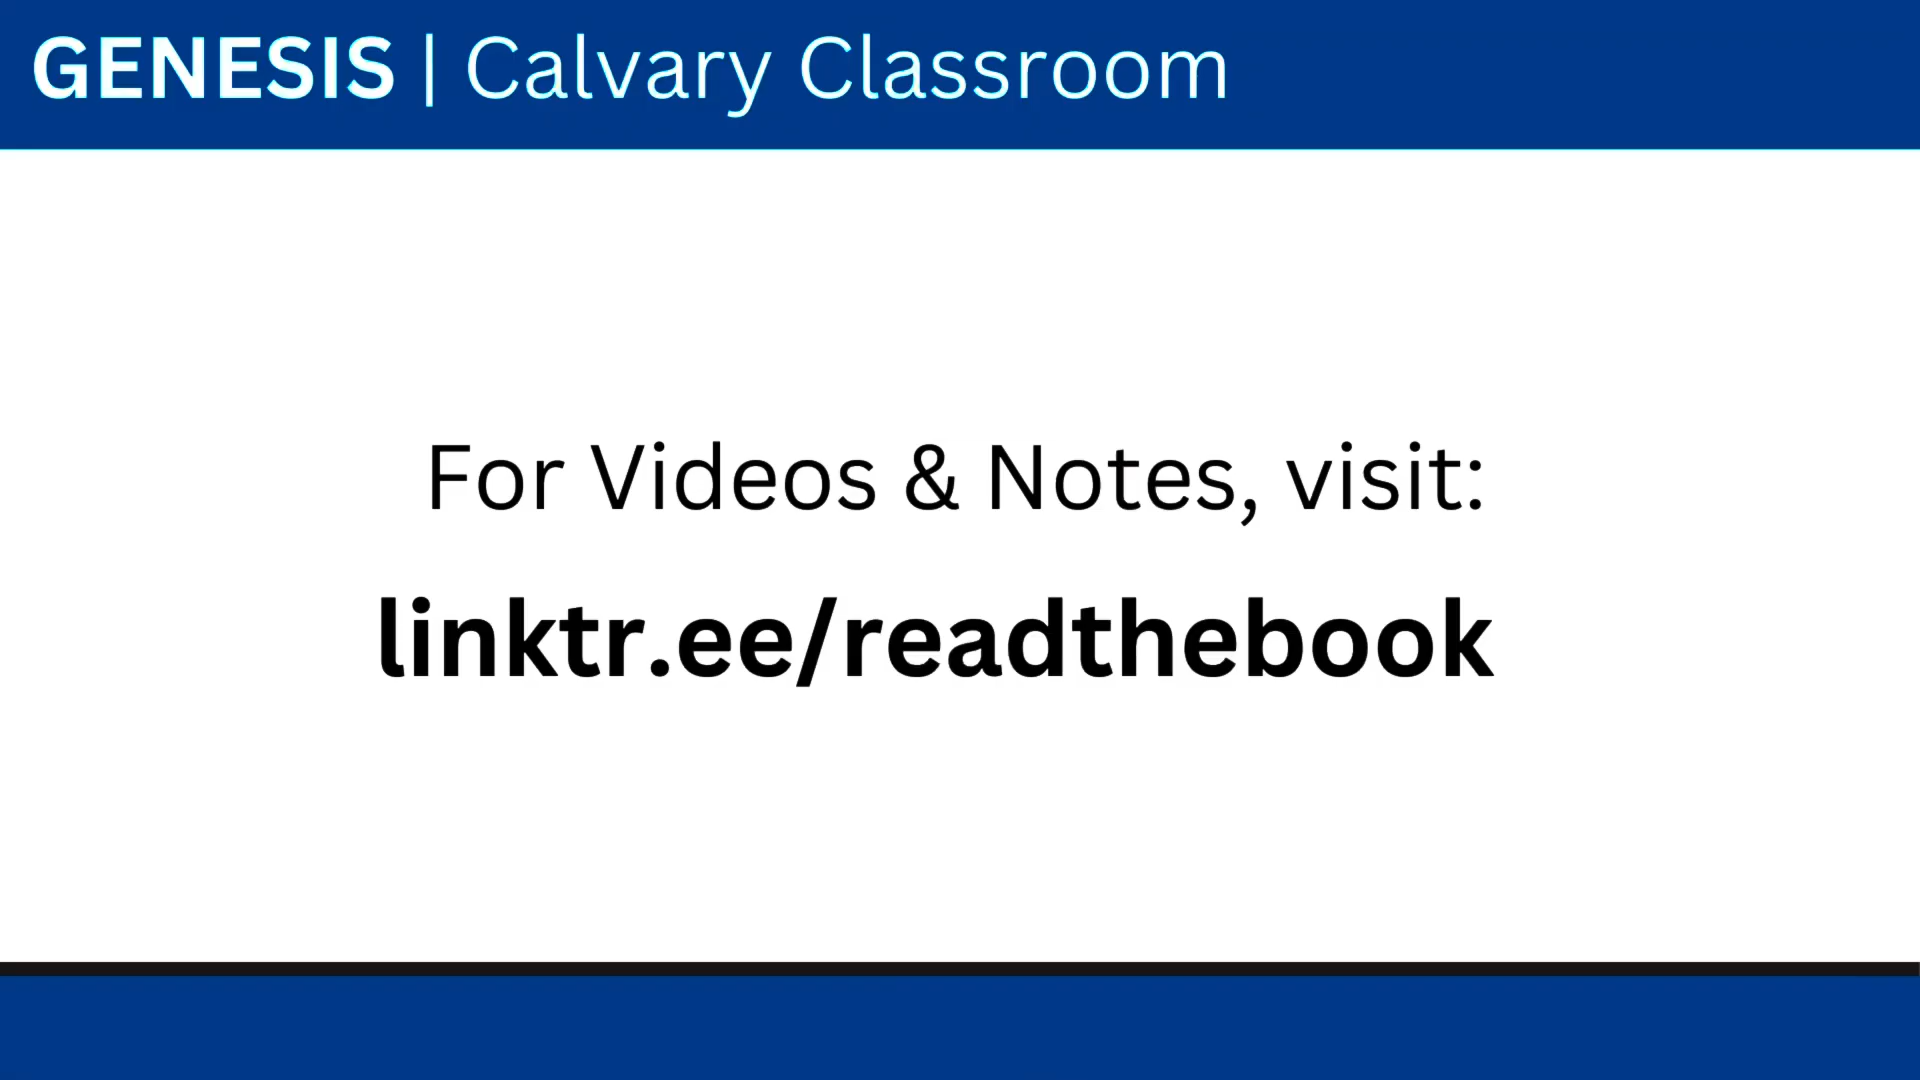 GENESIS | Calvary Classroom
For Videos & Notes, visit:
linktr.ee/readthebook